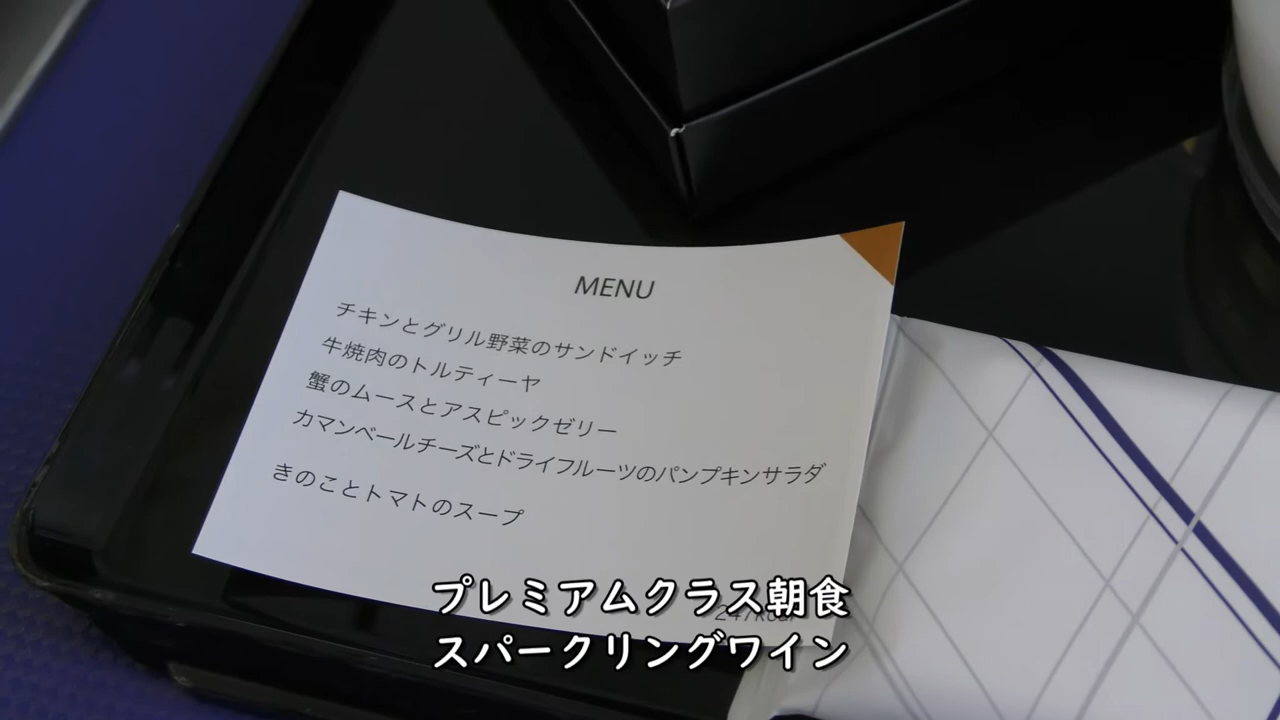 MENU
チキンとグリル野菜のサンドイッチ
牛焼肉のトルティーヤ
蟹のムースとアスピックゼリー
カマンベールチーズとドライフルーツのパンプキンサラダ
きのことトマトのスープ
プレミアムクラス朝食
スパークリングワイン